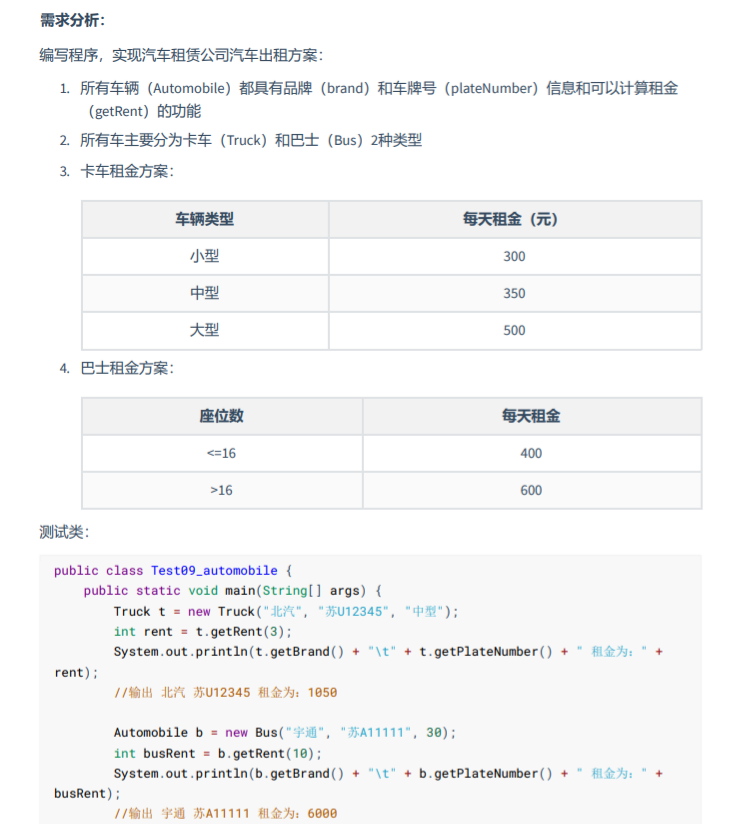 需求分析：
编写程序，实现汽车租赁公司汽车出租方案：
1. 所有车辆（Automobile）都具有品牌（brand）和车牌号（plateNumber）信息和可以计算租金
（getRent）的功能
2. 所有车主要分为卡车（Truck）和巴士（Bus）2种类型
3. 卡车租金方案：
车辆类型 每天租金（元）
小型 300
中型 350
大型 500
4. 巴士租金方案：
座位数 每天租金
<=16 400
>16 600
测试类：
public class Test09_automobile {
public static void main(String[] args) {
Truck t = new Truck("北汽", "苏U12345", "中型");
int rent = t.getRent(3);
System.out.println(t.getBrand() + "\t" + t.getPlateNumber() + " 租金为：" +
rent);
//输出 北汽 苏U12345 租金为：1050
Automobile b = new Bus("宇通", "苏A11111", 30);
int busRent = b.getRent(10);
System.out.println(b.getBrand() + "\t" + b.getPlateNumber() + " 租金为：" +
busRent);
//输出 宇通 苏A11111 租金为：6000